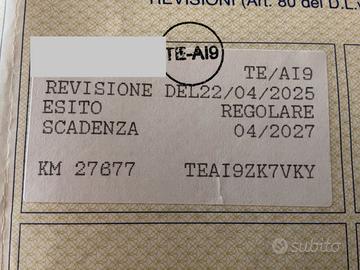 REVISIONI (Art. 80 del D.L.v
TE-AI9
TE/AI9
REVISIONE DEL22/04/2025
ESITO REGOLARE
SCADENZA 04/2027
KM 27677 TEAI9ZK7VKY
subito